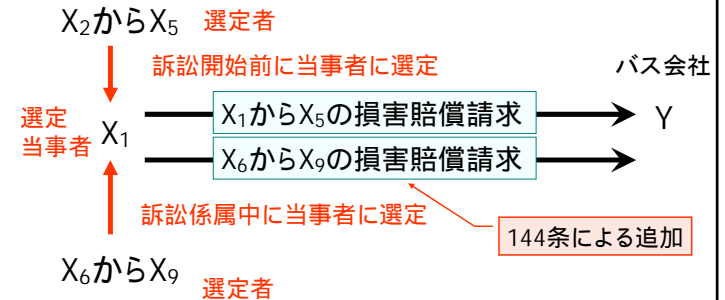 X₂からX₅ 選定者
訴訟開始前に当事者に選定
バス会社
選定
当事者
X₁
X₁からX₅の損害賠償請求
Y
X₆からX₉の損害賠償請求
訴訟係属中に当事者に選定
144条による追加
X₆からX₉
選定者